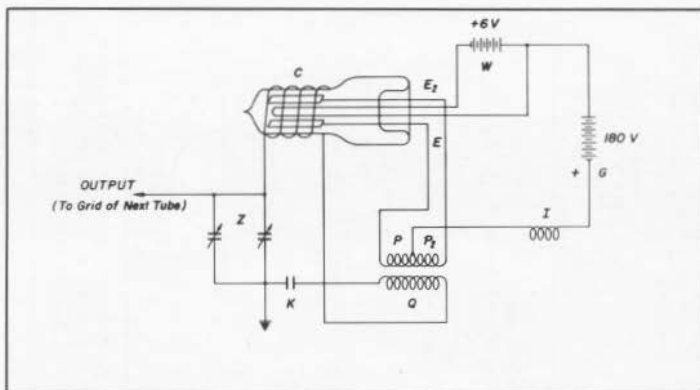 +6V
W
C
E2
E
180 V
+ G
OUTPUT
(To Grid of Next Tube)
Z
I
P P2
K
Q